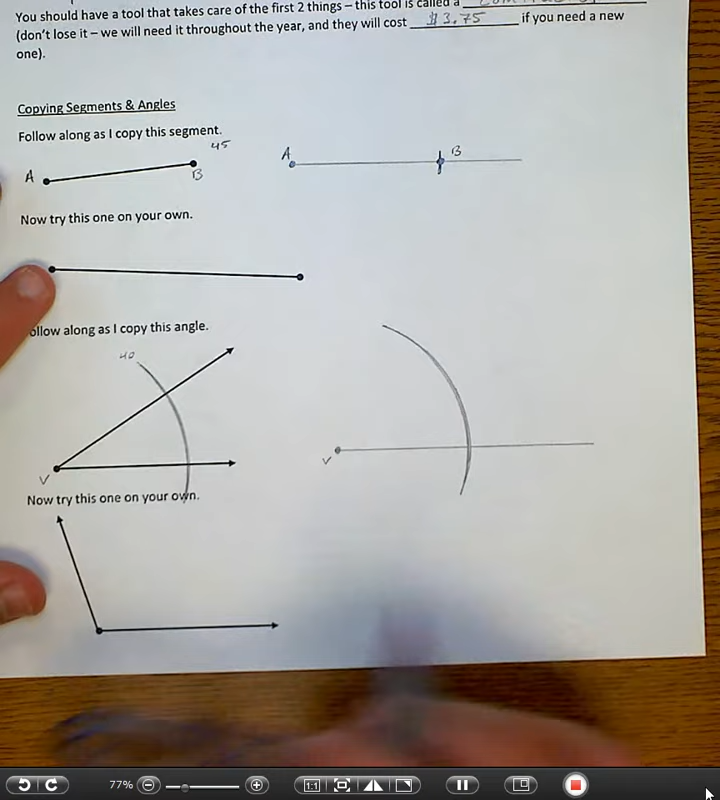 You should have a tool that takes care of the first 2 things – this tool is called a
(don't lose it – we will need it throughout the year, and they will cost $3.75 if you need a new
one).
Copying Segments & Angles
Follow along as I copy this segment.
45
A B
A B
Now try this one on your own.
ollow along as I copy this angle.
40
V
V
Now try this one on your own.
77%
1:1